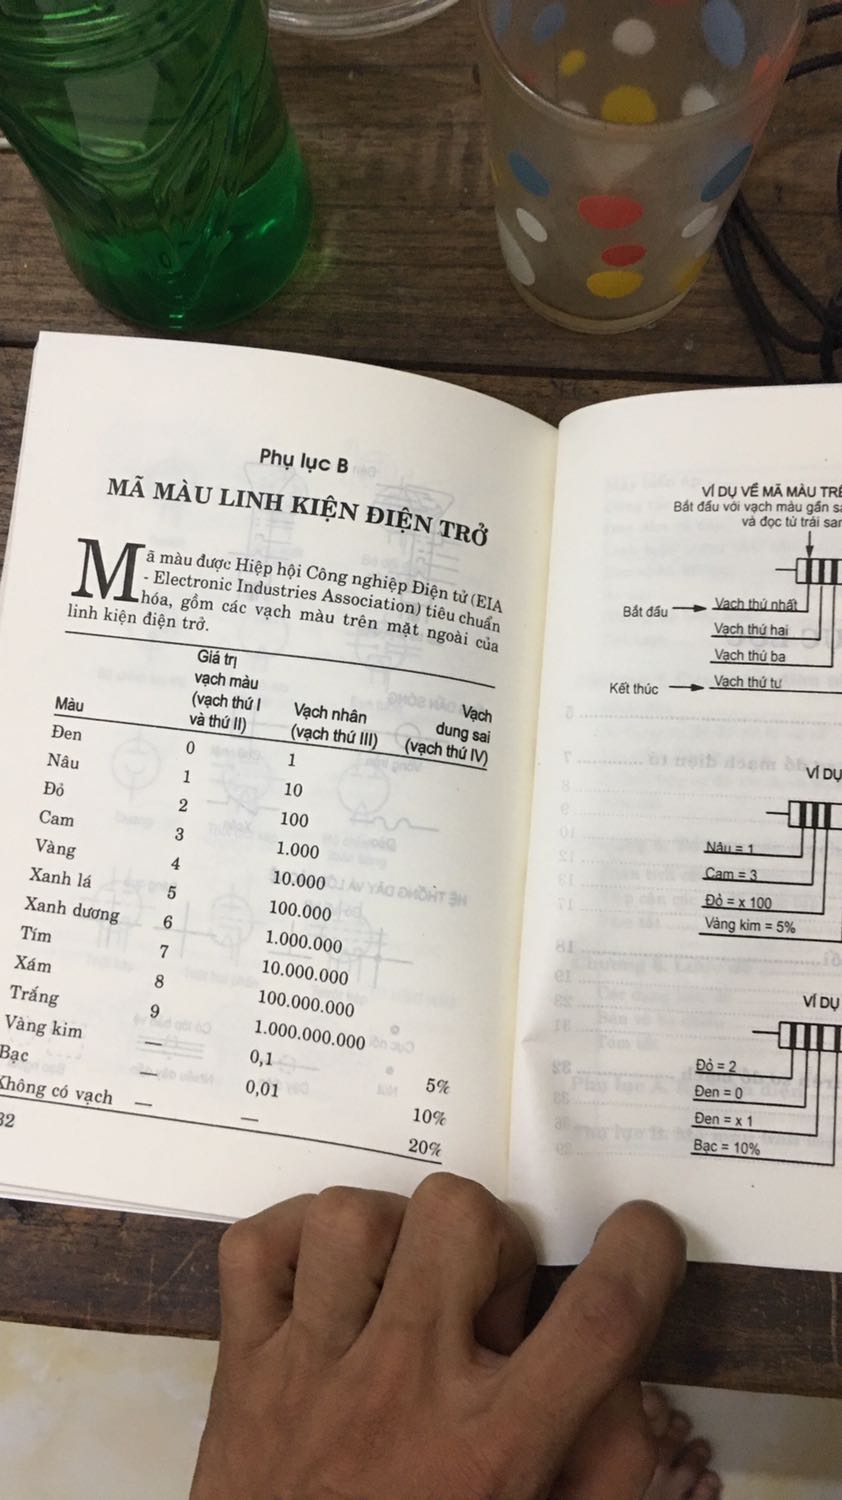 Phụ lục B
MÃ MÀU LINH KIỆN ĐIỆN TRỞ
Mã màu được Hiệp hội Công nghiệp Điện tử (EIA
- Electronic Industries Association) tiêu chuẩn
hóa, gồm các vạch màu trên mặt ngoài của
linh kiện điện trở.
Màu Giá trị vạch màu (vạch thứ I và thứ II) Vạch nhân (vạch thứ III) Vạch dung sai (vạch thứ IV)
Đen 0 1
Nâu 1 10
Đỏ 2 100
Cam 3 1.000
Vàng 4 10.000
Xanh lá 5 100.000
Xanh dương 6 1.000.000
Tím 7 10.000.000
Xám 8 100.000.000
Trắng 9 1.000.000.000
Vàng kim — 0,1 5%
Bạc — 0,01 10%
Không có vạch — — 20%
32
VÍ DỤ VỀ MÃ MÀU
Bắt đầu với vạch màu gần
và đọc từ trái
Bắt đầu Vạch thứ nhất
Vạch thứ hai
Vạch thứ ba
Kết thúc Vạch thứ tư
VÍ DỤ
Nâu = 1
Cam = 3
Đỏ = x 100
Vàng kim = 5%
VÍ DỤ
Đỏ = 2
Đen = 0
Đen = x 1
Bạc = 10%